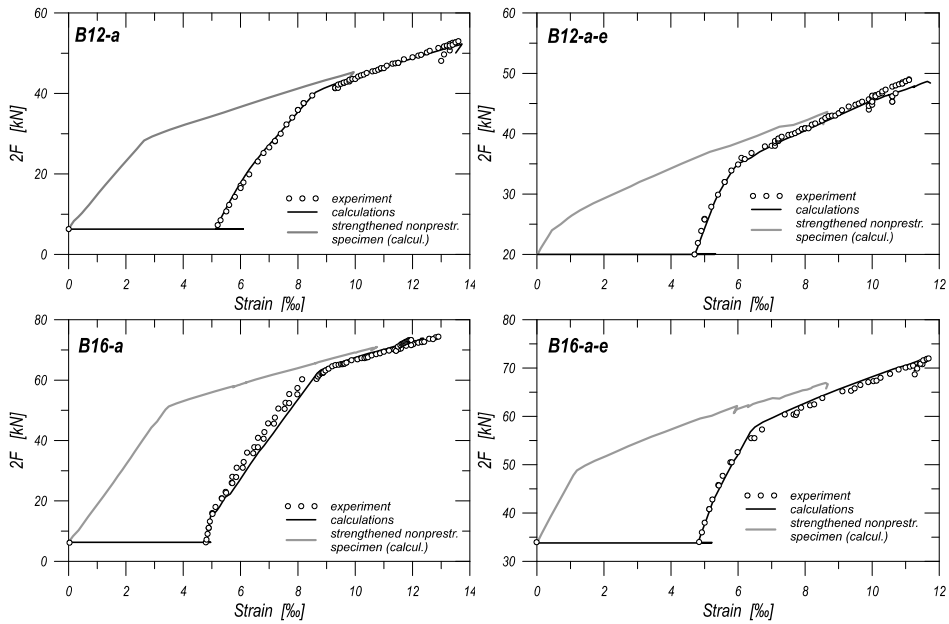 B12-a
60
40
20
0
2F [kN]
experiment
calculations
strengthened nonprestr.
specimen (calcul.)
0 2 4 6 8 10 12 14
Strain [‰]
B12-a-e
60
50
40
30
20
2F [kN]
experiment
calculations
strengthened nonprestr.
specimen (calcul.)
0 2 4 6 8 10 12
Strain [‰]
B16-a
80
60
40
20
0
2F [kN]
experiment
calculations
strengthened nonprestr.
specimen (calcul.)
0 2 4 6 8 10 12 14
Strain [‰]
B16-a-e
80
70
60
50
40
30
2F [kN]
experiment
calculations
strengthened nonprestr.
specimen (calcul.)
0 2 4 6 8 10 12
Strain [‰]